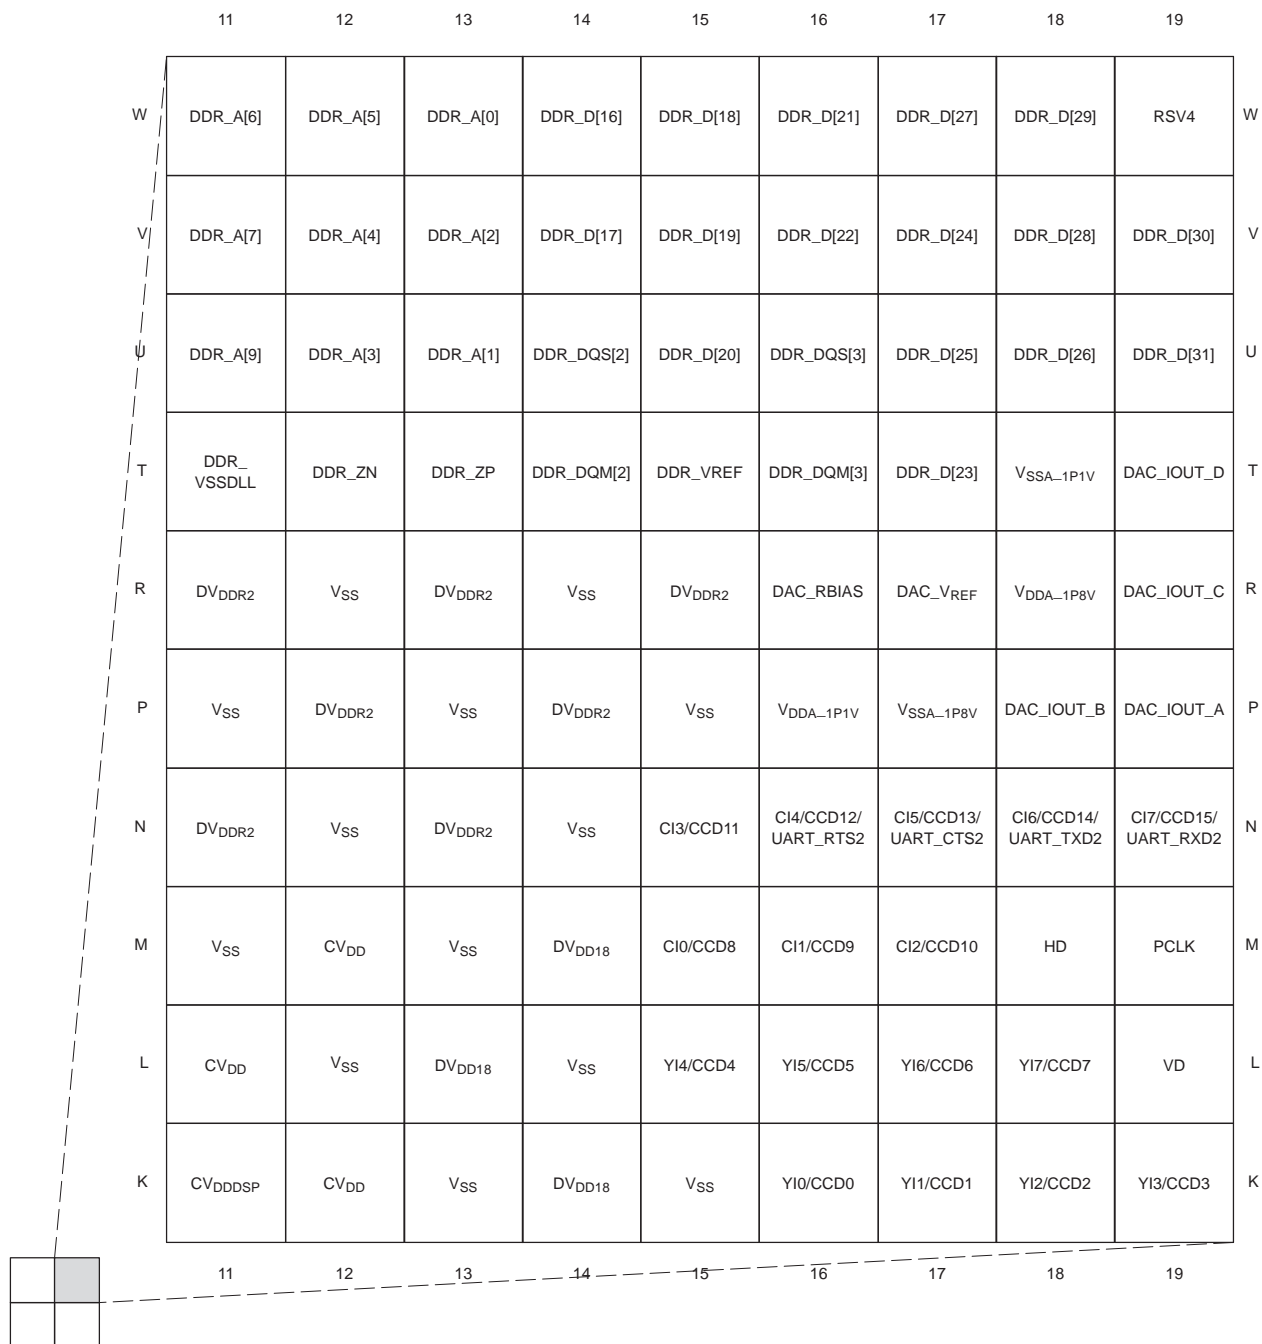 11 12 13 14 15 16 17 18 19
W DDR_A[6] DDR_A[5] DDR_A[0] DDR_D[16] DDR_D[18] DDR_D[21] DDR_D[27] DDR_D[29] RSV4 W
V DDR_A[7] DDR_A[4] DDR_A[2] DDR_D[17] DDR_D[19] DDR_D[22] DDR_D[24] DDR_D[28] DDR_D[30] V
U DDR_A[9] DDR_A[3] DDR_A[1] DDR_DQS[2] DDR_D[20] DDR_DQS[3] DDR_D[25] DDR_D[26] DDR_D[31] U
T DDR_ VSSDLL DDR_ZN DDR_ZP DDR_DQM[2] DDR_VREF DDR_DQM[3] DDR_D[23] VSSA_1P1V DAC_IOUT_D T
R DVDDR2 VSS DVDDR2 VSS DVDDR2 DAC_RBIAS DAC_VREF VDDA_1P8V DAC_IOUT_C R
P VSS DVDDR2 VSS DVDDR2 VSS VDDA_1P1V VSSA_1P8V DAC_IOUT_B DAC_IOUT_A P
N DVDDR2 VSS DVDDR2 VSS CI3/CCD11 CI4/CCD12/ UART_RTS2 CI5/CCD13/ UART_CTS2 CI6/CCD14/ UART_TXD2 CI7/CCD15/ UART_RXD2 N
M VSS CVDD VSS DVDD18 CI0/CCD8 CI1/CCD9 CI2/CCD10 HD PCLK M
L CVDD VSS DVDD18 VSS YI4/CCD4 YI5/CCD5 YI6/CCD6 YI7/CCD7 VD L
K CVDDDSP CVDD VSS DVDD18 VSS YI0/CCD0 YI1/CCD1 YI2/CCD2 YI3/CCD3 K
11 12 13 14 15 16 17 18 19